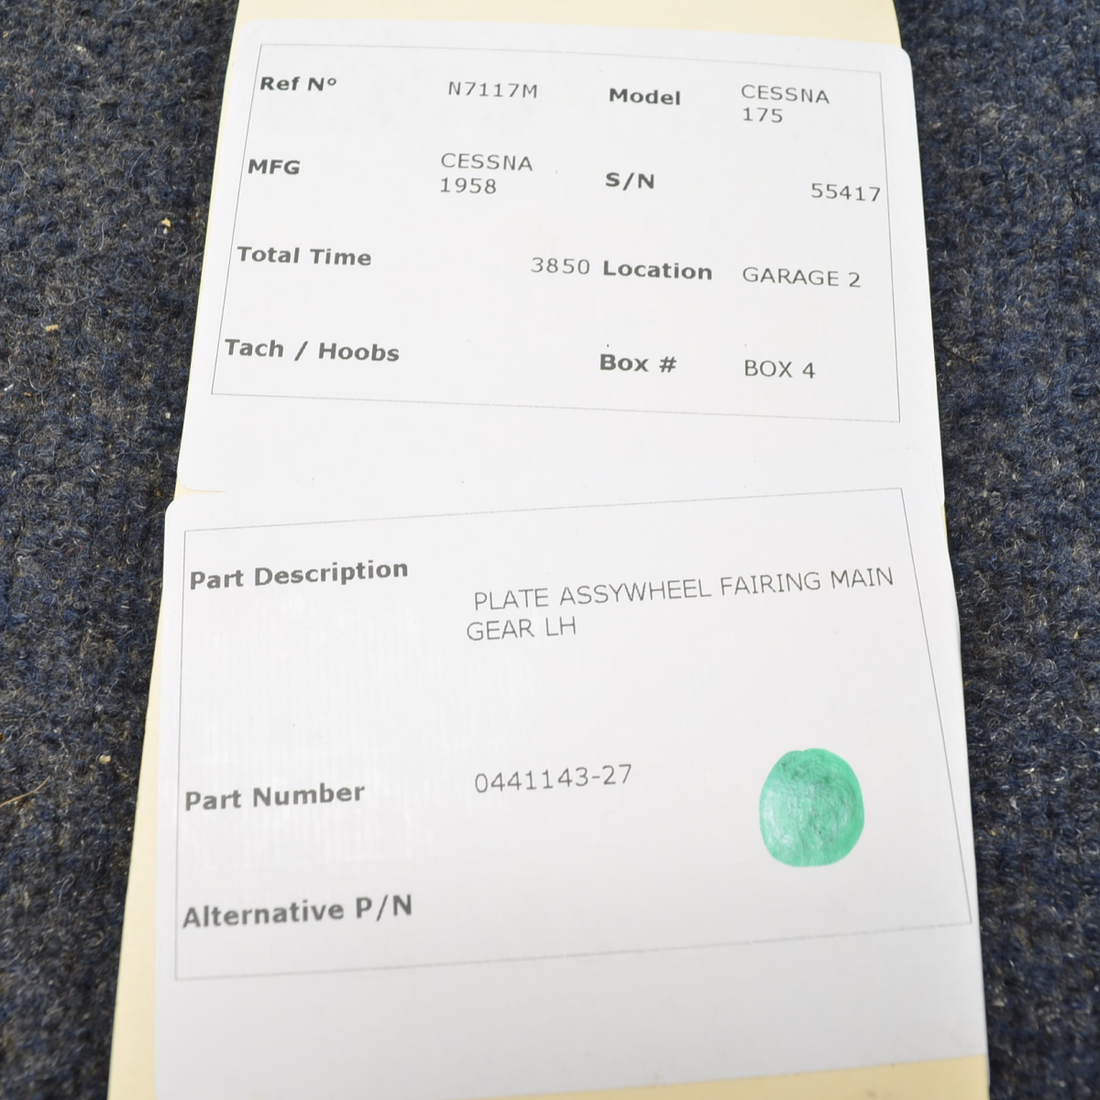 Ref Nº N7117M Model CESSNA 175
MFG CESSNA 1958 S/N 55417
Total Time 3850 Location GARAGE 2
Tach / Hoobs Box # BOX 4
Part Description PLATE ASSYWHEEL FAIRING MAIN
GEAR LH
Part Number 0441143-27
Alternative P/N